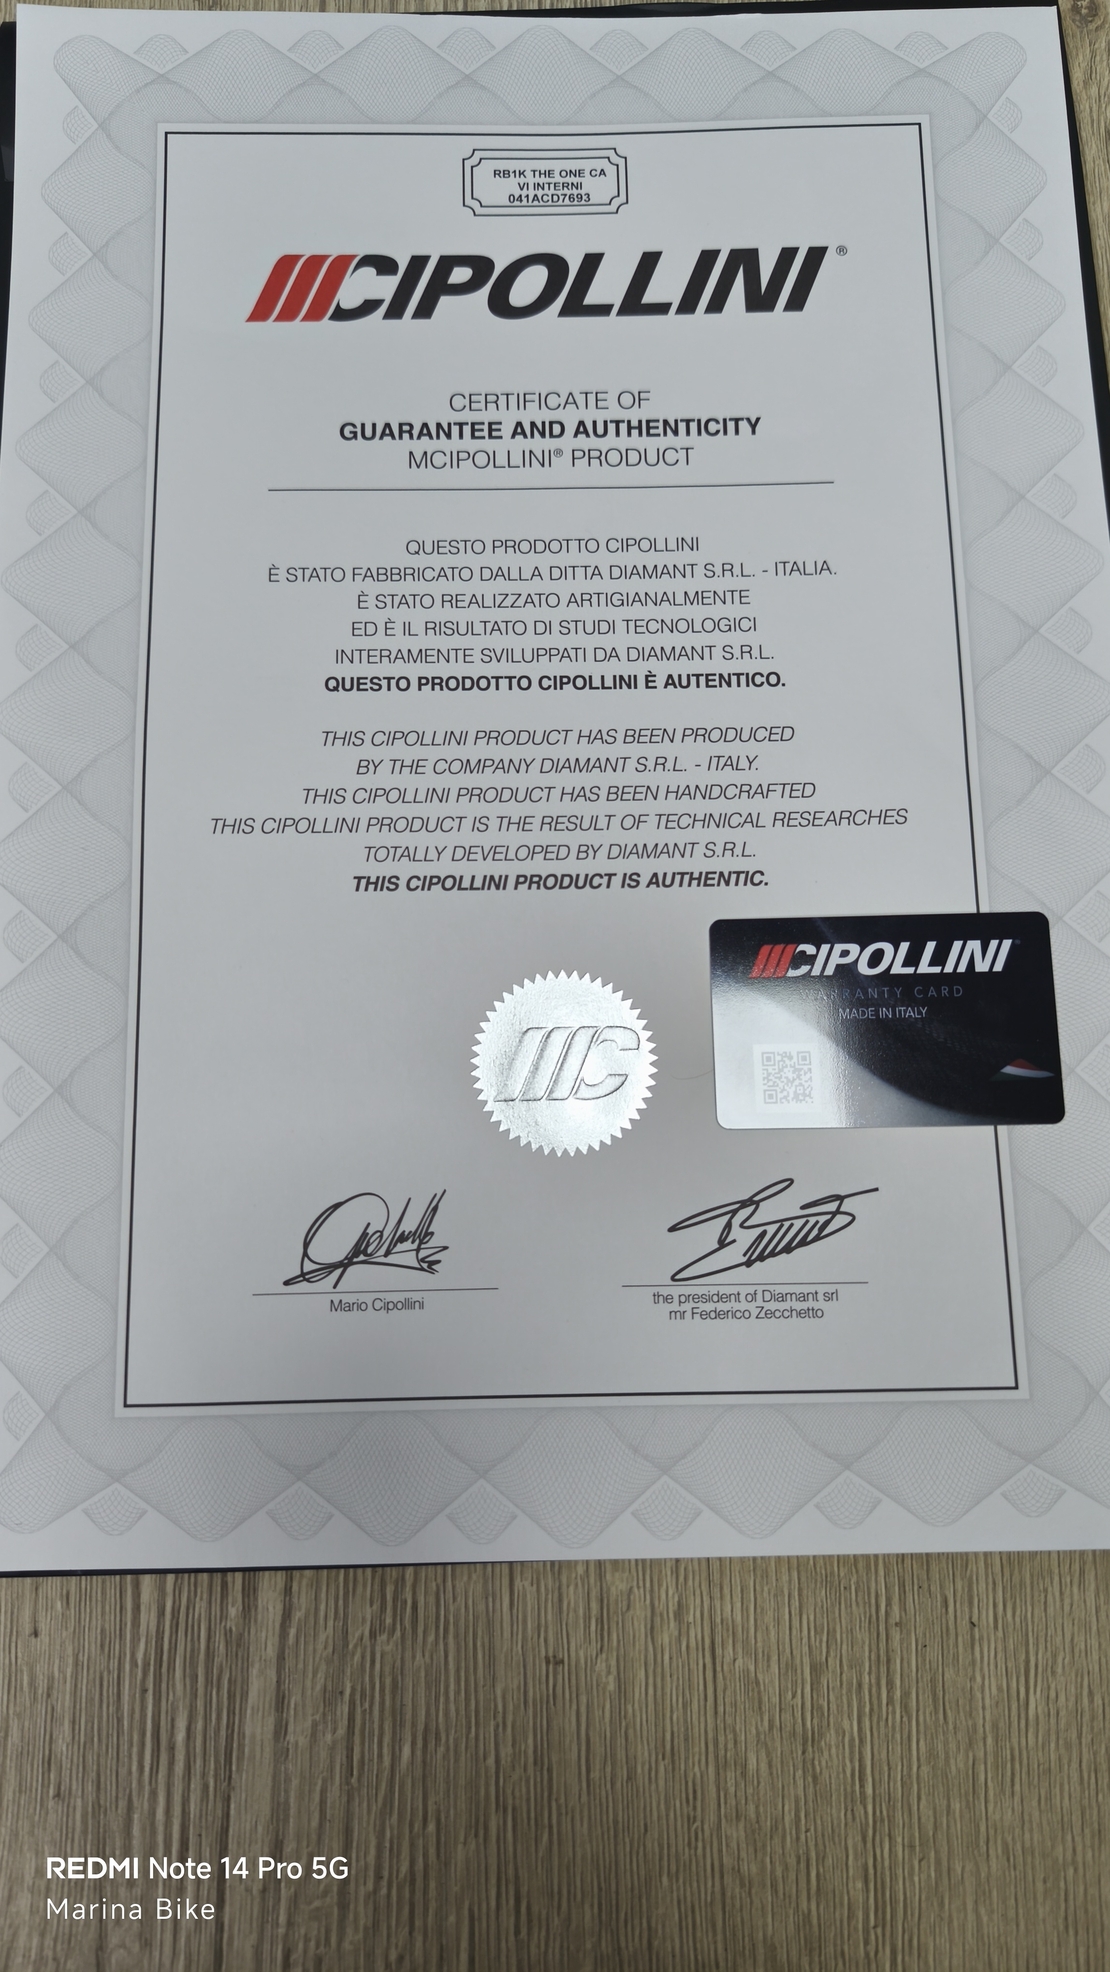 RB1K THE ONE CA
VI INTERNI
041ACD7693
CIPOLLINI®
CERTIFICATE OF
GUARANTEE AND AUTHENTICITY
MCIPOLLINI® PRODUCT
QUESTO PRODOTTO CIPOLLINI
È STATO FABBRICATO DALLA DITTA DIAMANT S.R.L. - ITALIA.
È STATO REALIZZATO ARTIGIANALMENTE
ED È IL RISULTATO DI STUDI TECNOLOGICI
INTERAMENTE SVILUPPATI DA DIAMANT S.R.L.
QUESTO PRODOTTO CIPOLLINI È AUTENTICO.
THIS CIPOLLINI PRODUCT HAS BEEN PRODUCED
BY THE COMPANY DIAMANT S.R.L. - ITALY.
THIS CIPOLLINI PRODUCT HAS BEEN HANDCRAFTED
THIS CIPOLLINI PRODUCT IS THE RESULT OF TECHNICAL RESEARCHES
TOTALLY DEVELOPED BY DIAMANT S.R.L.
THIS CIPOLLINI PRODUCT IS AUTHENTIC.
CIPOLLINI
WARRANTY CARD
MADE IN ITALY
MC
Mario Cipollini
the president of Diamant srl
mr Federico Zecchetto
REDMI Note 14 Pro 5G
Marina Bike